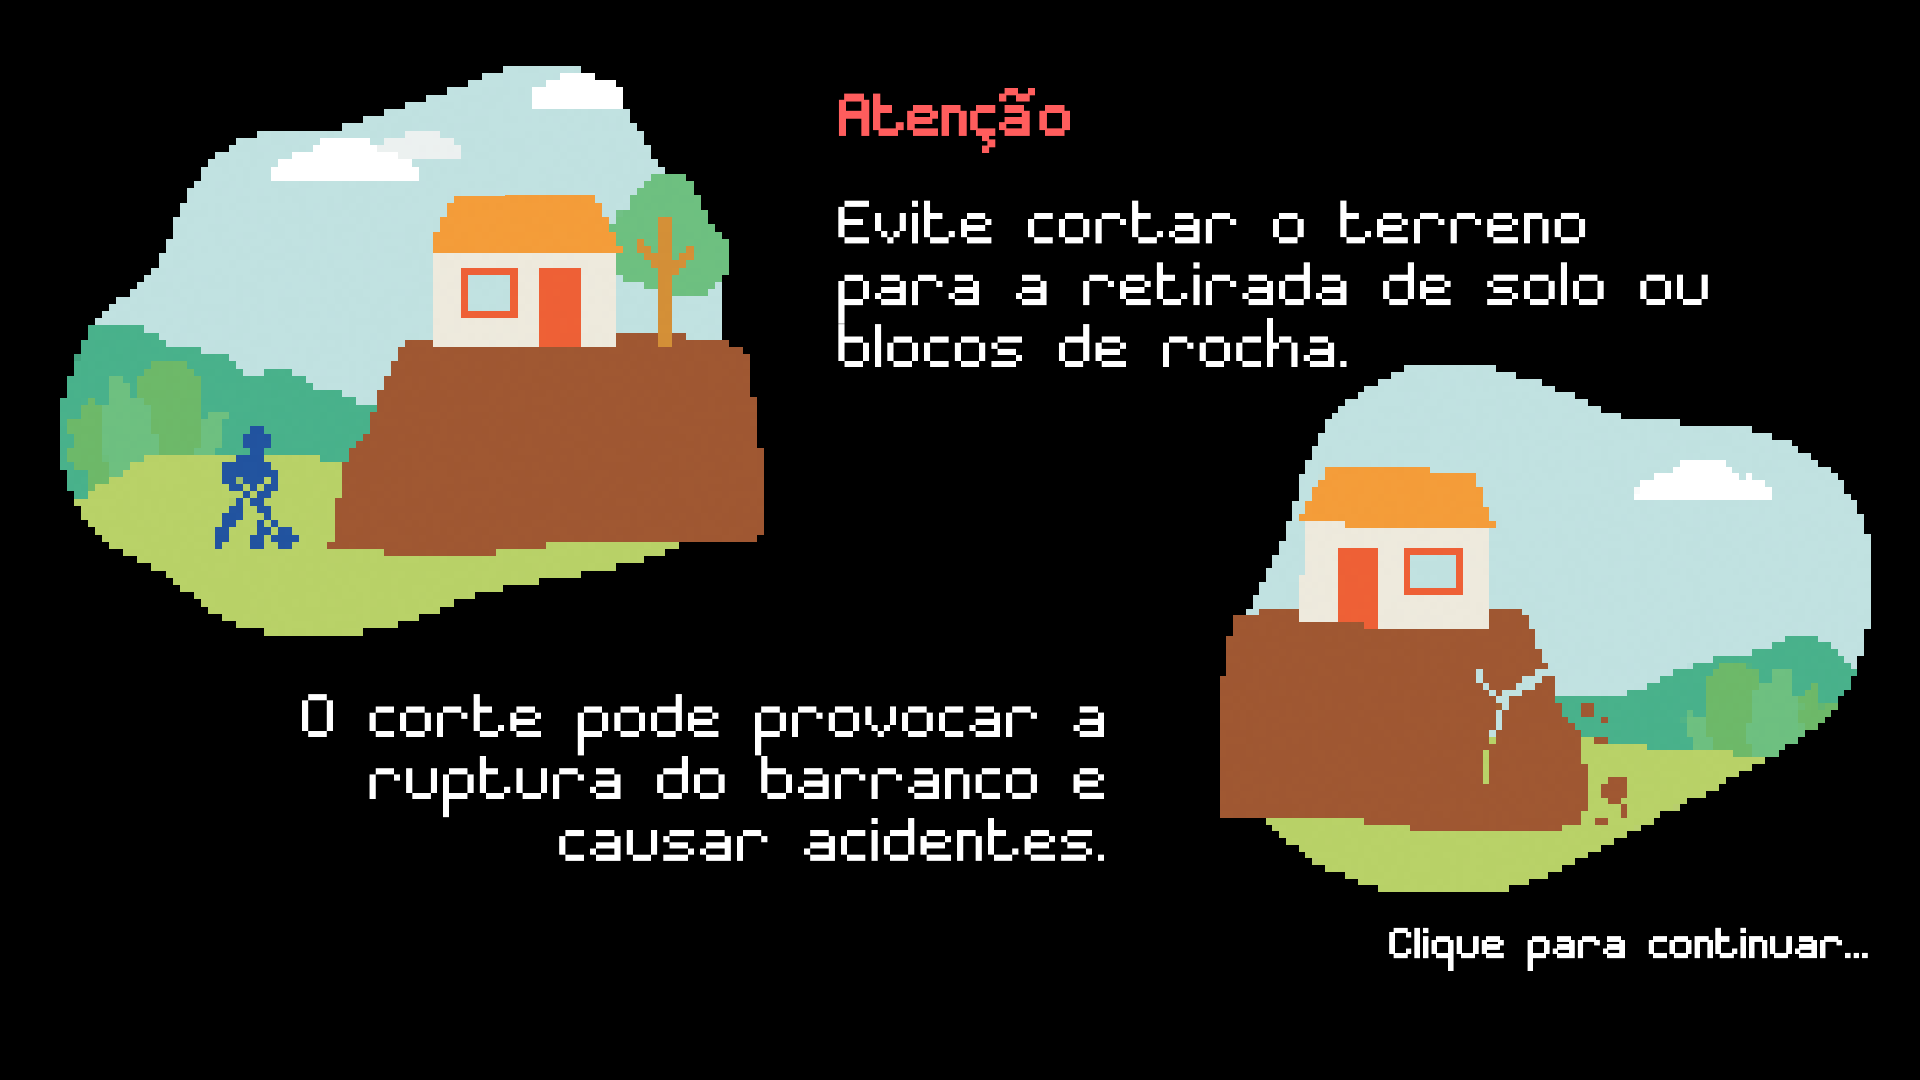 Atenção
Evite cortar o terreno
para a retirada de solo ou
blocos de rocha.
O corte pode provocar a
ruptura do barranco e
causar acidentes.
Clique para continuar...